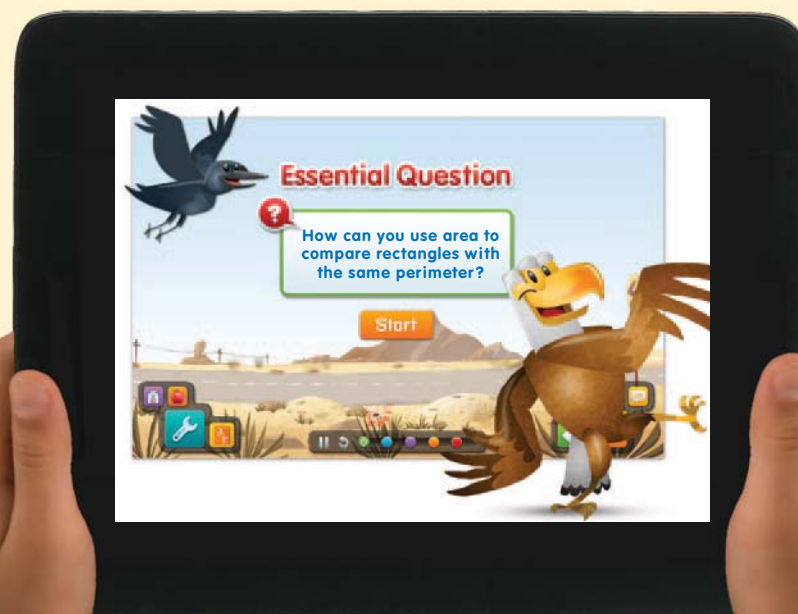 Essential Question
?
How can you use area to
compare rectangles with
the same perimeter?
Start